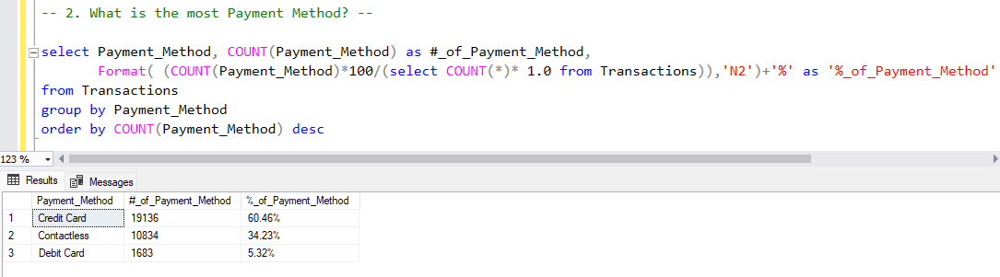 -- 2. What is the most Payment Method? --
select Payment_Method, COUNT(Payment_Method) as #_of_Payment_Method,
Format( (COUNT(Payment_Method)*100/(select COUNT(*)* 1.0 from Transactions)),'N2')+'%' as '%_of_Payment_Method'
from Transactions
group by Payment_Method
order by COUNT(Payment_Method) desc
123 %
Results Messages
Payment_Method #_of_Payment_Method %_of_Payment_Method
1 Credit Card 19136 60.46%
2 Contactless 10834 34.23%
3 Debit Card 1683 5.32%